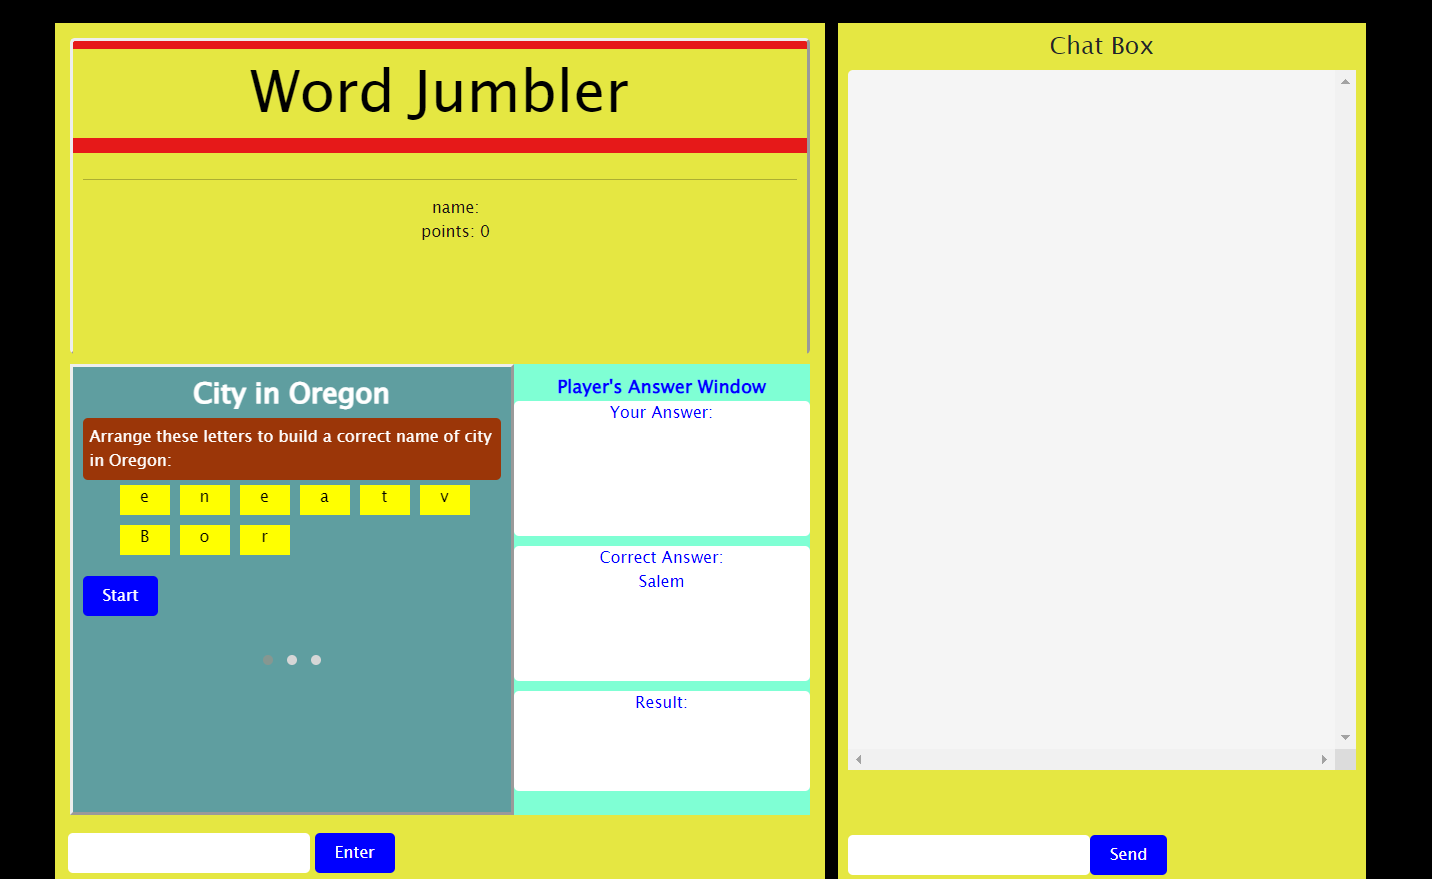 Word Jumbler
name:
points: 0
City in Oregon
Arrange these letters to build a correct name of city
in Oregon:
e n e a t v
B o r
Start
Player's Answer Window
Your Answer:
Correct Answer:
Salem
Result:
Enter
Chat Box
Send